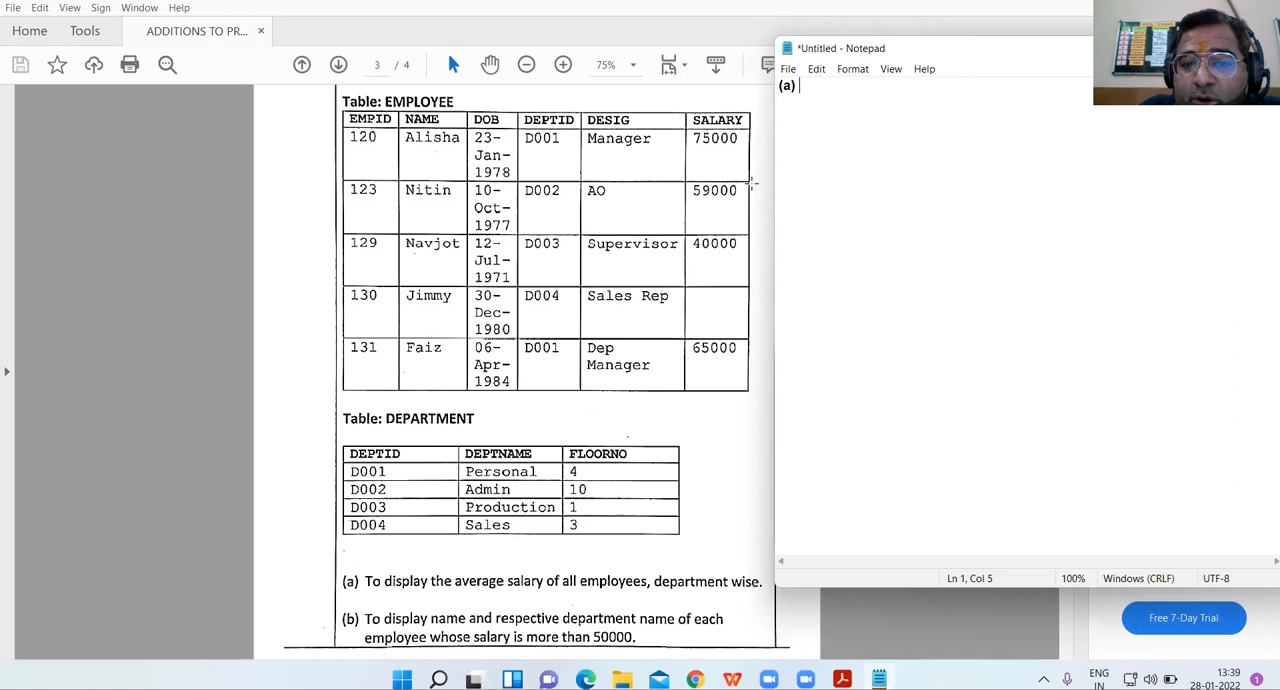 File Edit View Sign Window Help
Home Tools ADDITIONS TO PR... ×
3 / 4 75%
*Untitled - Notepad
File Edit Format View Help
(a)
Table: EMPLOYEE
EMPID NAME DOB DEPTID DESIG SALARY
120 Alisha 23-Jan-1978 D001 Manager 75000
123 Nitin 10-Oct-1977 D002 AO 59000
129 Navjot 12-Jul-1971 D003 Supervisor 40000
130 Jimmy 30-Dec-1980 D004 Sales Rep
131 Faiz 06-Apr-1984 D001 Dep Manager 65000
Table: DEPARTMENT
DEPTID DEPTNAME FLOORNO
D001 Personal 4
D002 Admin 10
D003 Production 1
D004 Sales 3
(a) To display the average salary of all employees, department wise.
(b) To display name and respective department name of each
employee whose salary is more than 50000.
Ln 1, Col 5 100% Windows (CRLF) UTF-8
Free 7-Day Trial
ENG
IN
13:39
28-01-2022
1